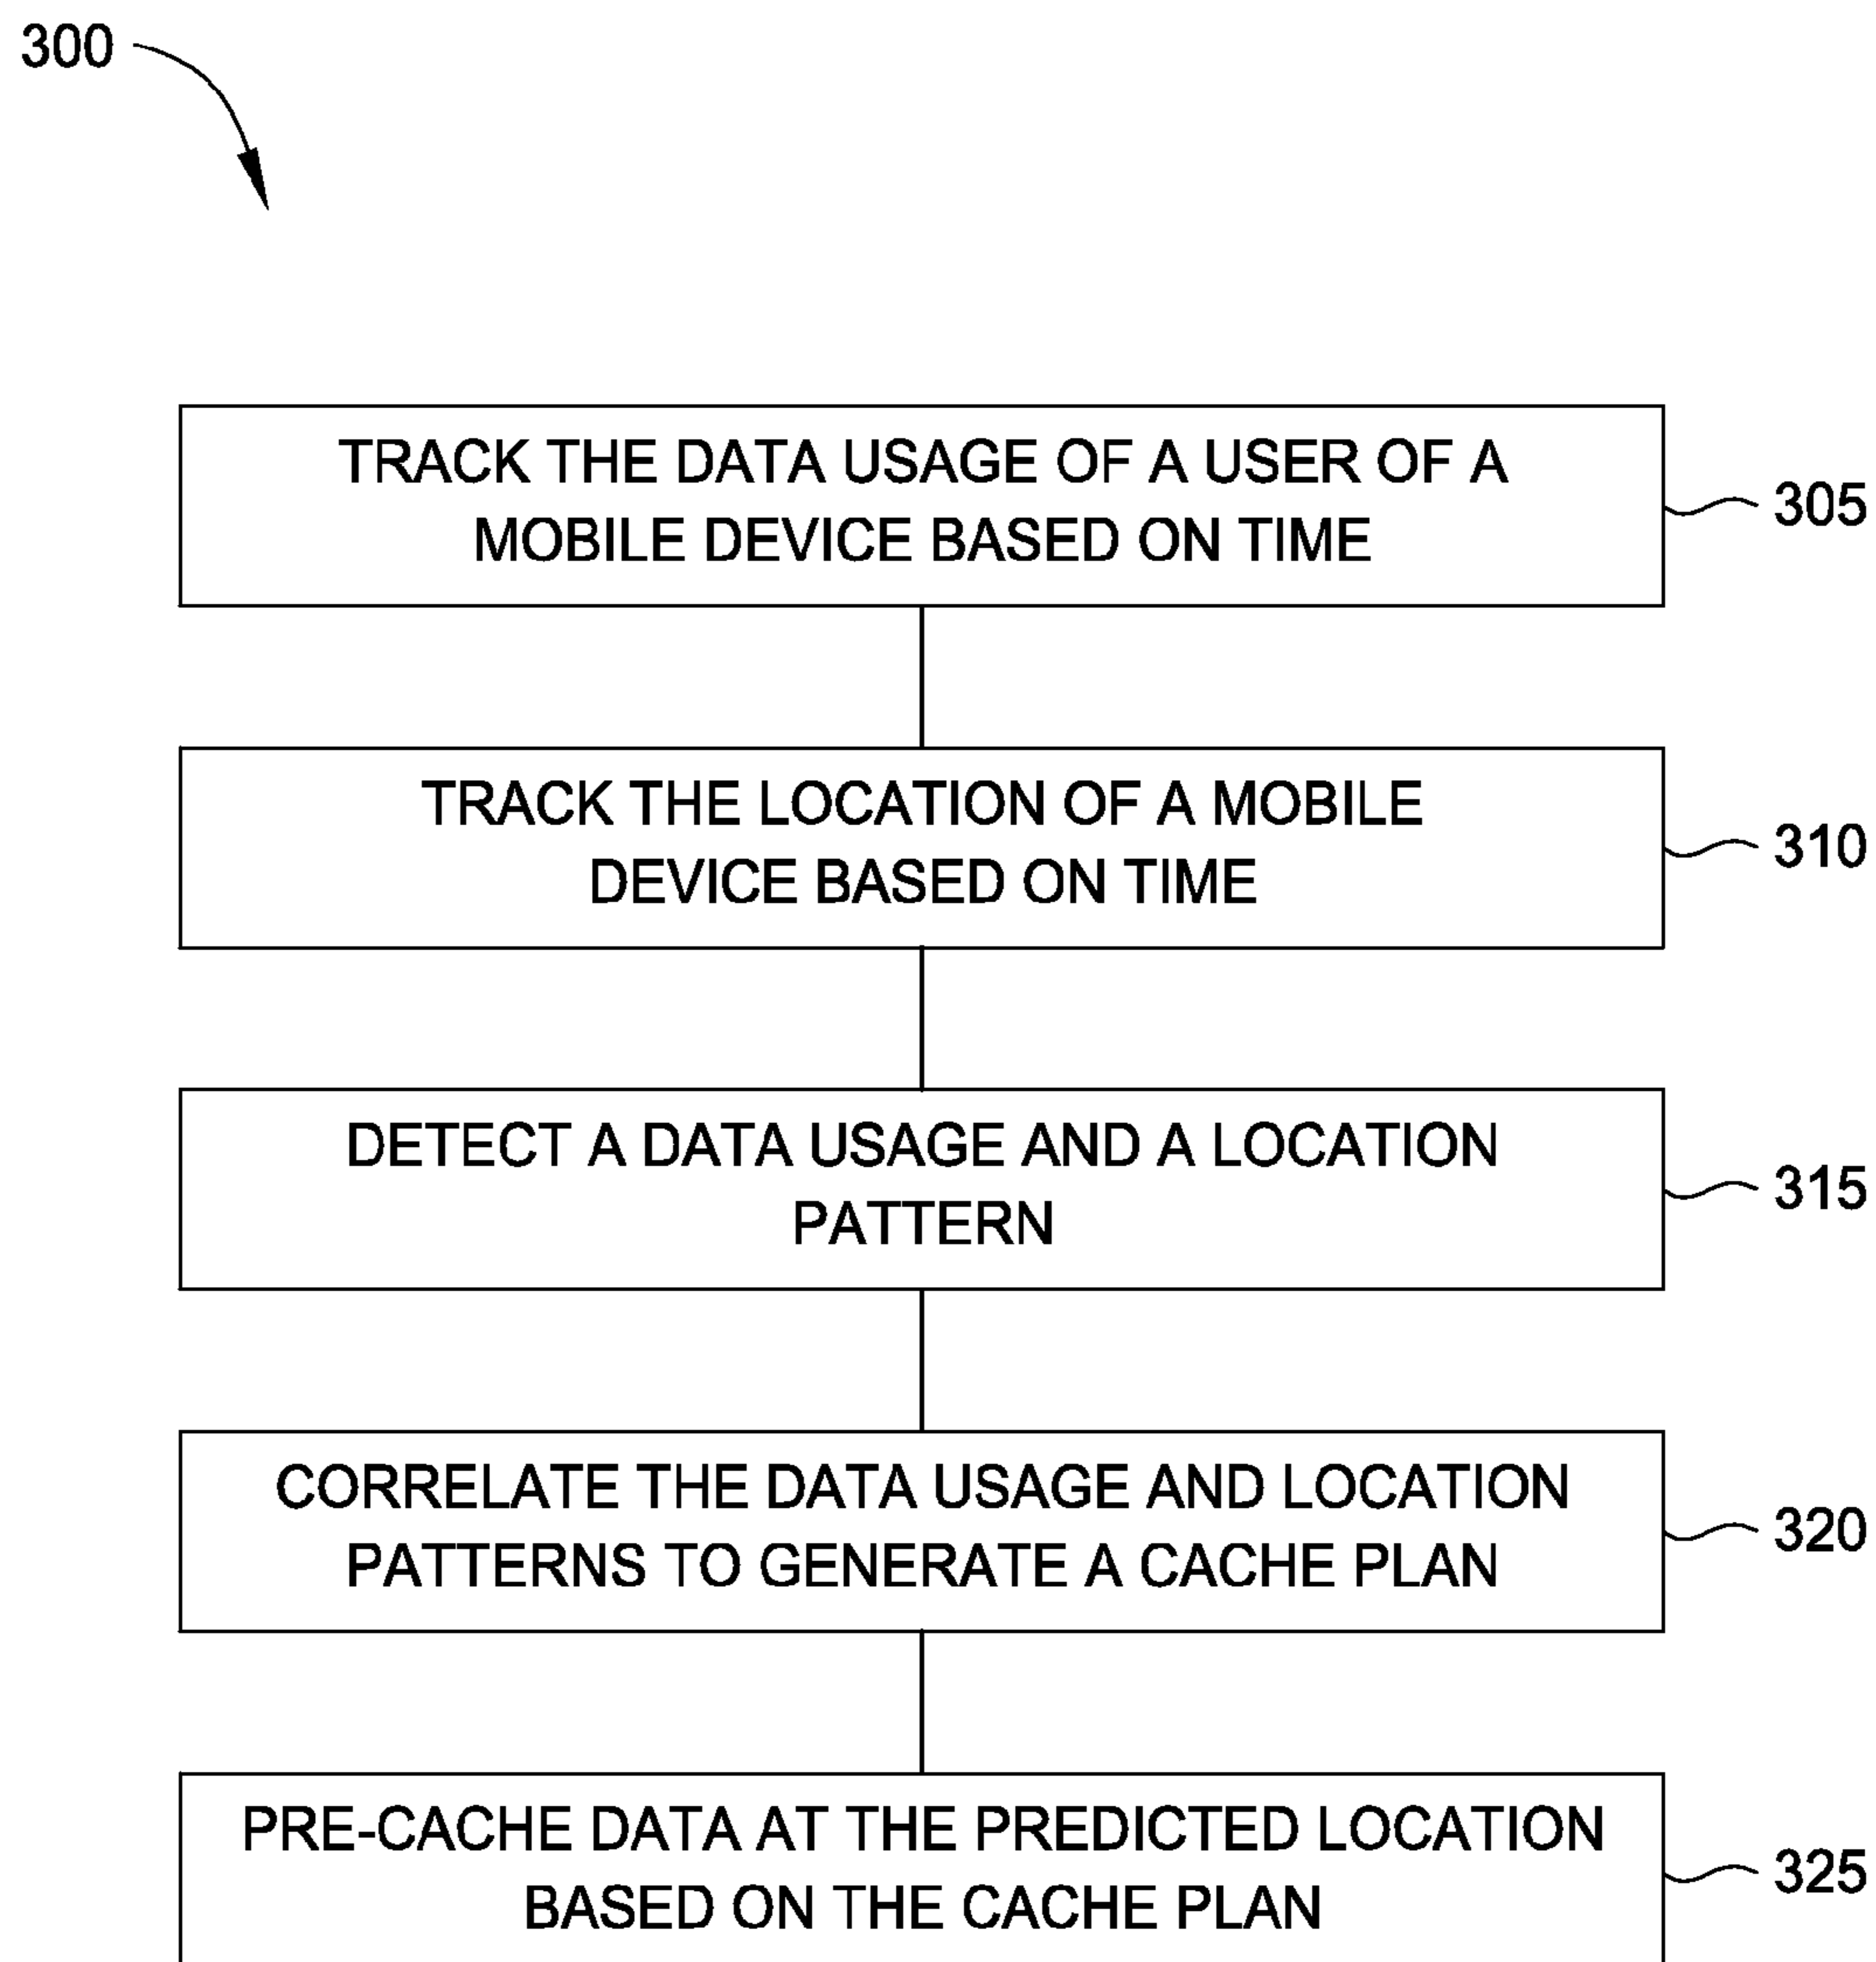 300
TRACK THE DATA USAGE OF A USER OF A
MOBILE DEVICE BASED ON TIME
305
TRACK THE LOCATION OF A MOBILE
DEVICE BASED ON TIME
310
DETECT A DATA USAGE AND A LOCATION
PATTERN
315
CORRELATE THE DATA USAGE AND LOCATION
PATTERNS TO GENERATE A CACHE PLAN
320
PRE-CACHE DATA AT THE PREDICTED LOCATION
BASED ON THE CACHE PLAN
325